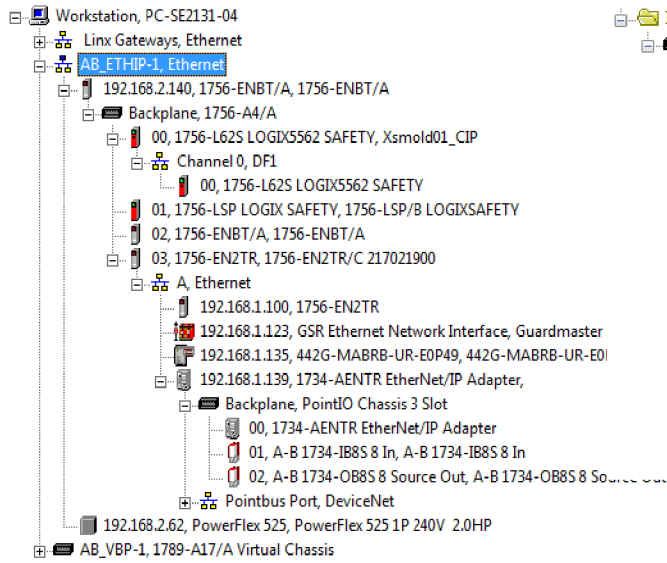 Workstation, PC-SE2131-04
Linx Gateways, Ethernet
AB_ETHIP-1, Ethernet
192.168.2.140, 1756-ENBT/A, 1756-ENBT/A
Backplane, 1756-A4/A
00, 1756-L62S LOGIX5562 SAFETY, Xsmold01_CIP
Channel 0, DF1
00, 1756-L62S LOGIX5562 SAFETY
01, 1756-LSP LOGIX SAFETY, 1756-LSP/B LOGIXSAFETY
02, 1756-ENBT/A, 1756-ENBT/A
03, 1756-EN2TR, 1756-EN2TR/C 217021900
A, Ethernet
192.168.1.100, 1756-EN2TR
192.168.1.123, GSR Ethernet Network Interface, Guardmaster
192.168.1.135, 442G-MABRB-UR-E0P49, 442G-MABRB-UR-E0
192.168.1.139, 1734-AENTR EtherNet/IP Adapter,
Backplane, PointIO Chassis 3 Slot
00, 1734-AENTR EtherNet/IP Adapter
01, A-B 1734-IB8S 8 In, A-B 1734-IB8S 8 In
02, A-B 1734-OB8S 8 Source Out, A-B 1734-OB8S 8 Source Out
Pointbus Port, DeviceNet
192.168.2.62, PowerFlex 525, PowerFlex 525 1P 240V 2.0HP
AB_VBP-1, 1789-A17/A Virtual Chassis